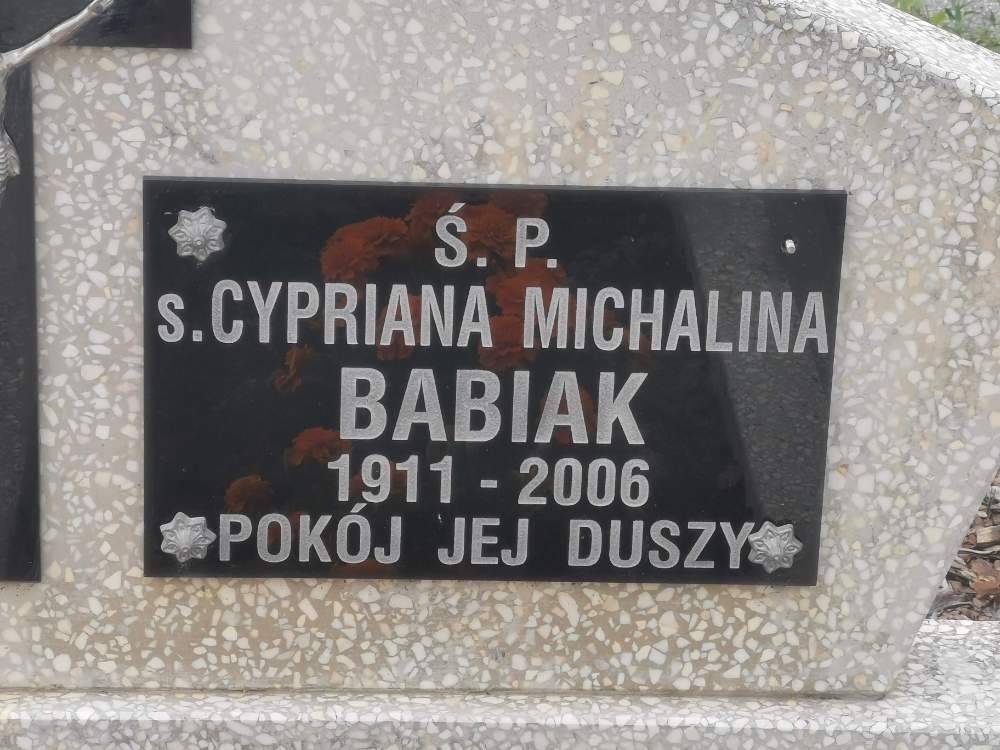 Ś. P.
s. CYPRIANA MICHALINA
BABIAK
1911 - 2006
POKÓJ JEJ DUSZY